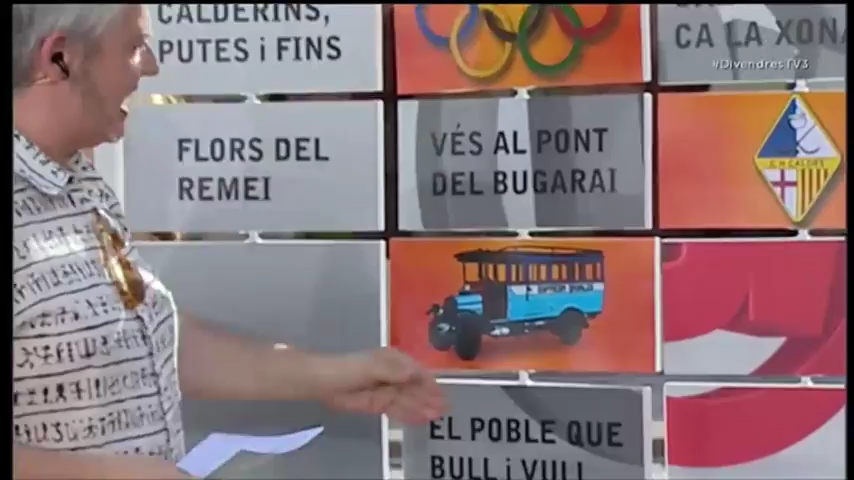 CALDERINS,
PUTES i FINS
CA LA XONA
#DivendresTV3
FLORS DEL
REMEI
VÉS AL PONT
DEL BUGARAI
C H CALDES
EL POBLE QUE
BULL i VULL